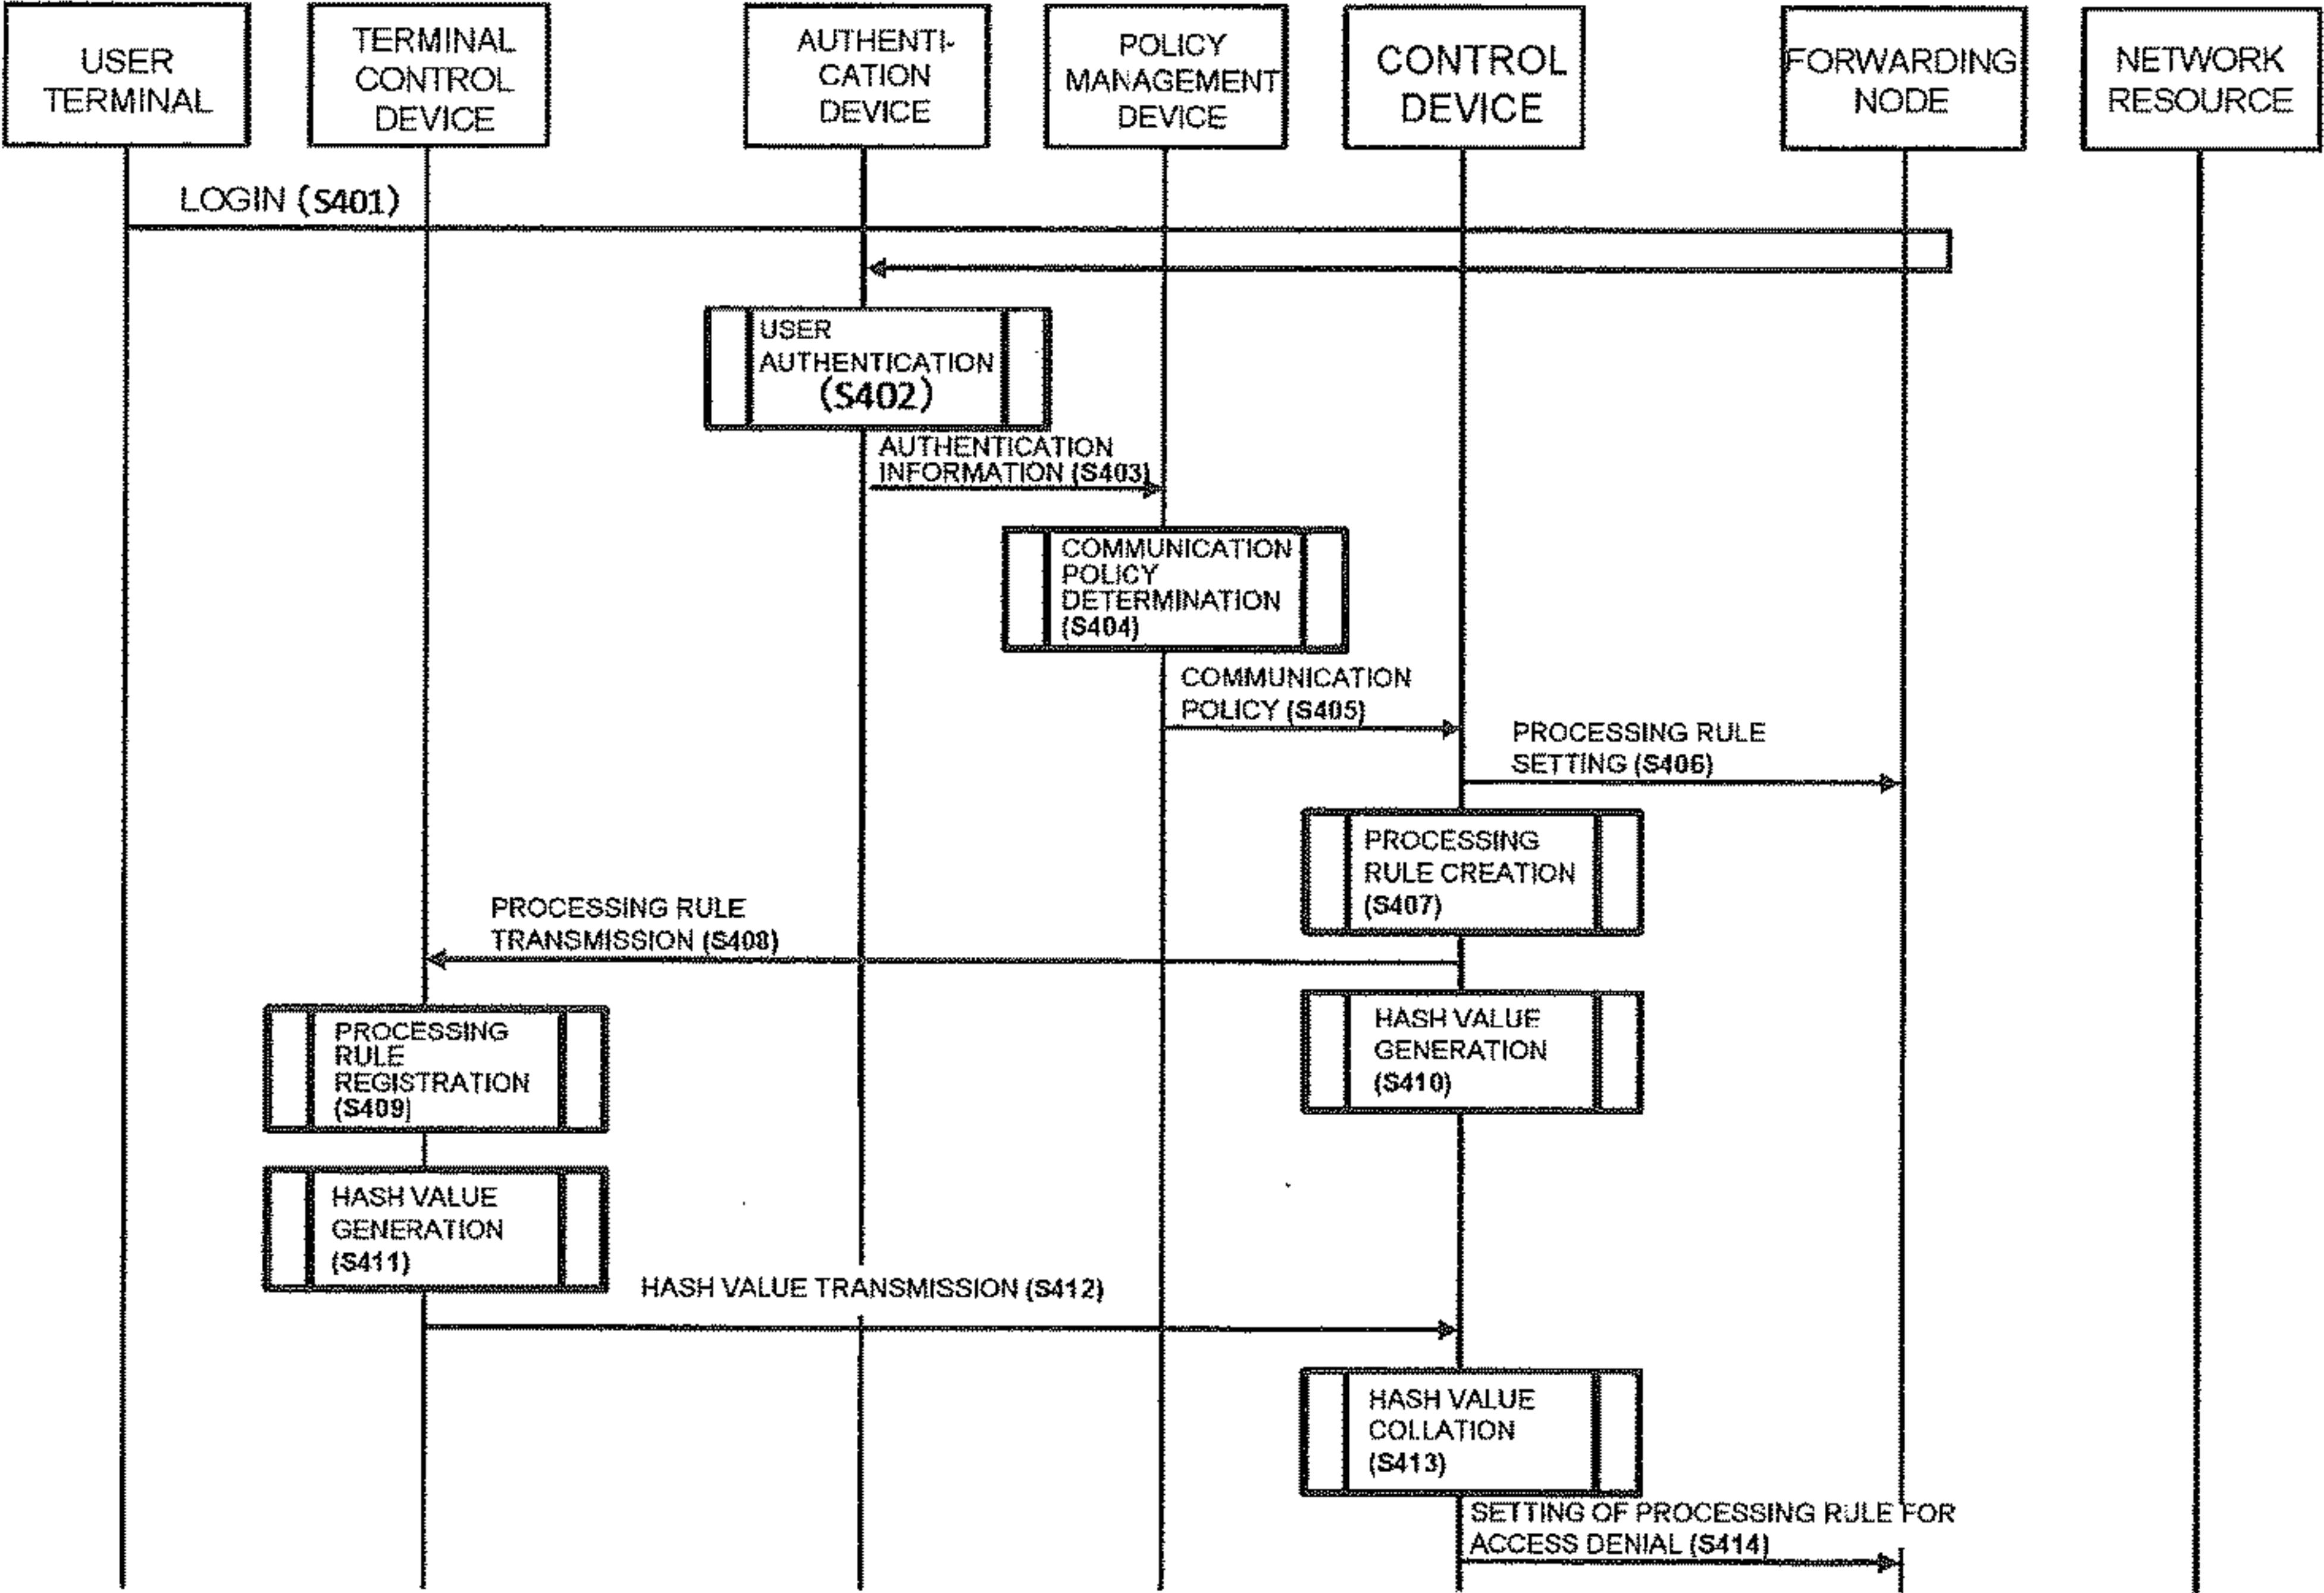 USER
TERMINAL
TERMINAL
CONTROL
DEVICE
AUTHENTI-
CATION
DEVICE
POLICY
MANAGEMENT
DEVICE
CONTROL
DEVICE
FORWARDING
NODE
NETWORK
RESOURCE
LOGIN (S401)
USER
AUTHENTICATION
(S402)
AUTHENTICATION
INFORMATION (S403)
COMMUNICATION
POLICY
DETERMINATION
(S404)
COMMUNICATION
POLICY (S405)
PROCESSING RULE
SETTING (S406)
PROCESSING
RULE CREATION
(S407)
PROCESSING RULE
TRANSMISSION (S408)
PROCESSING
RULE
REGISTRATION
(S409)
HASH VALUE
GENERATION
(S410)
HASH VALUE
GENERATION
(S411)
HASH VALUE TRANSMISSION (S412)
HASH VALUE
COLLATION
(S413)
SETTING OF PROCESSING RULE FOR
ACCESS DENIAL (S414)